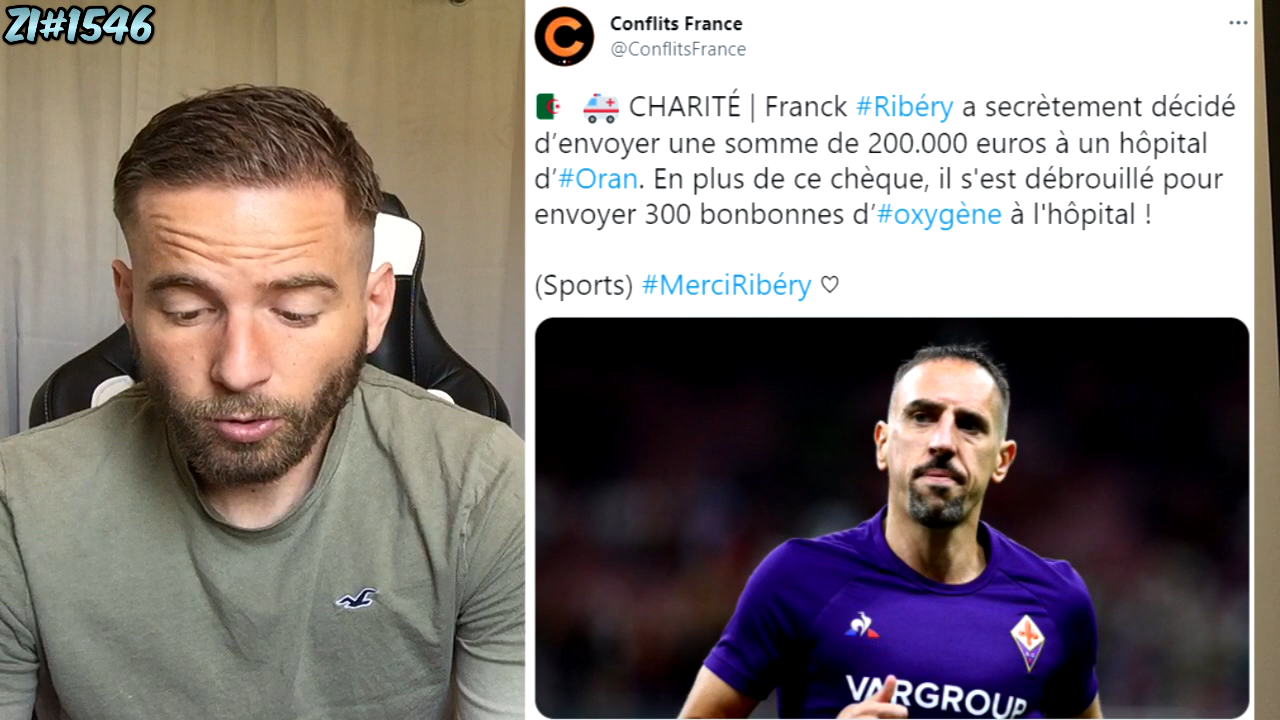 ZI#1546
Conflits France
@ConflitsFrance
CHARITÉ | Franck #Ribéry a secrètement décidé
d’envoyer une somme de 200.000 euros à un hôpital
d’#Oran. En plus de ce chèque, il s'est débrouillé pour
envoyer 300 bonbonnes d’#oxygène à l'hôpital !
(Sports) #MerciRibéry ♡
VARGROUP